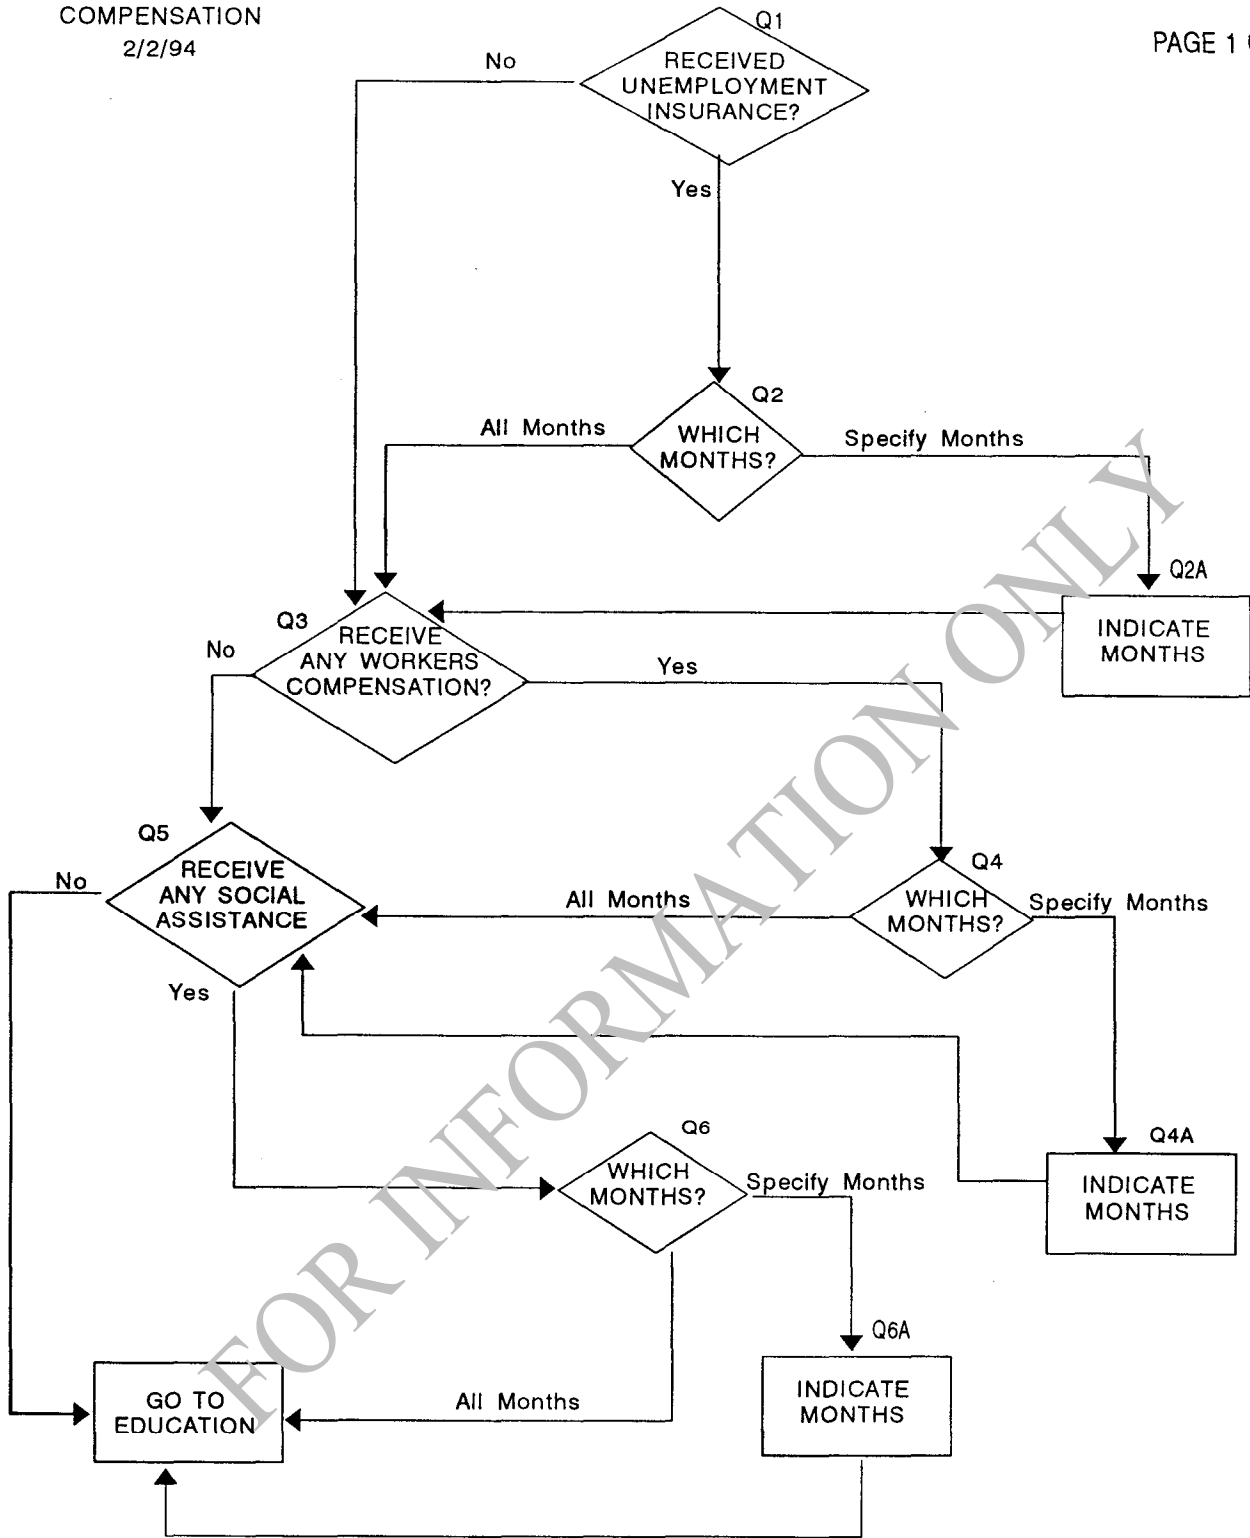 COMPENSATION
2/2/94
PAGE 1
Q1
RECEIVED
UNEMPLOYMENT
INSURANCE?
No
Yes
Q2
WHICH
MONTHS?
All Months
Specify Months
Q2A
INDICATE
MONTHS
Q3
RECEIVE
ANY WORKERS
COMPENSATION?
No
Yes
Q4
WHICH
MONTHS?
All Months
Specify Months
Q5
RECEIVE
ANY SOCIAL
ASSISTANCE
No
Yes
Q4A
INDICATE
MONTHS
Q6
WHICH
MONTHS?
Specify Months
All Months
Q6A
INDICATE
MONTHS
GO TO
EDUCATION
FOR INFORMATION ONLY